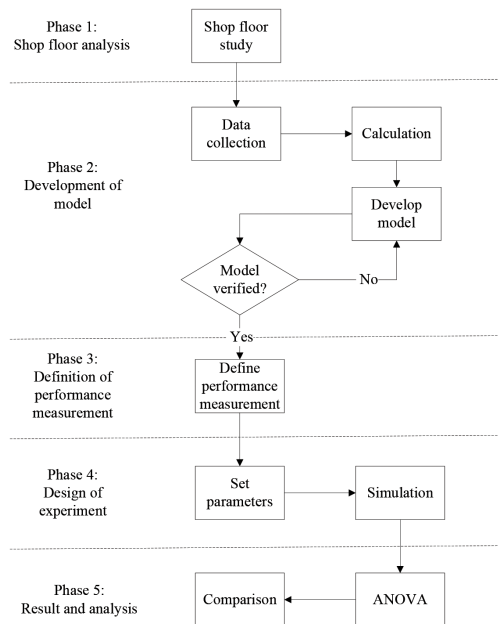 Phase 1:
Shop floor analysis
Shop floor
study
Phase 2:
Development of
model
Data
collection
Calculation
Develop
model
Model
verified?
No
Yes
Phase 3:
Definition of
performance
measurement
Define
performance
measurement
Phase 4:
Design of
experiment
Set
parameters
Simulation
Phase 5:
Result and analysis
Comparison
ANOVA